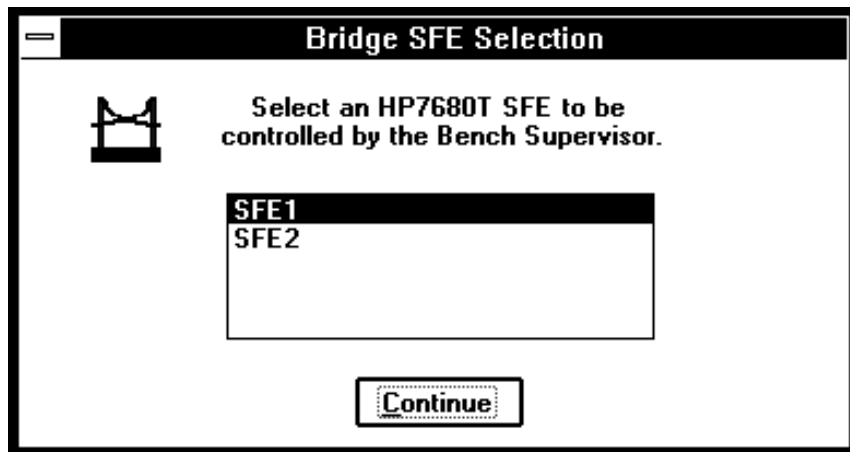 Bridge SFE Selection
Select an HP7680T SFE to be
controlled by the Bench Supervisor.
SFE1
SFE2
Continue